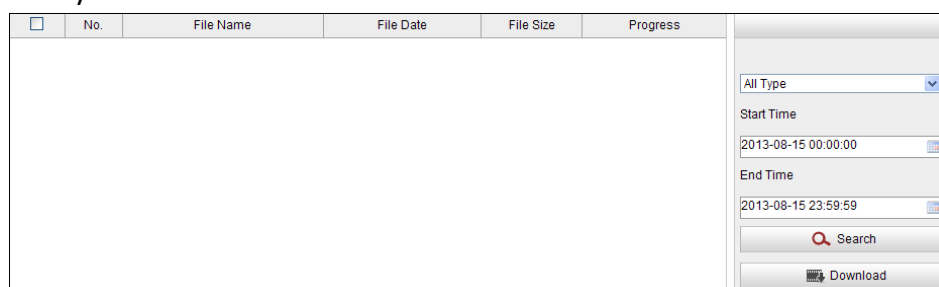 No. File Name File Date File Size Progress
All Type
Start Time
2013-08-15 00:00:00
End Time
2013-08-15 23:59:59
Search
Download